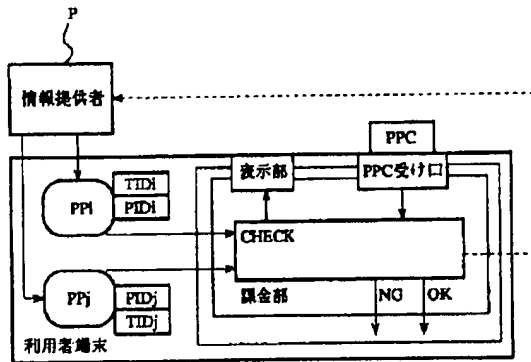 P
情報提供者
PPC
表示部
PPC受け口
TIDi
PPi
PIDi
CHECK
PPj
PIDj
課金部
NG
OK
TIDj
利用者端末